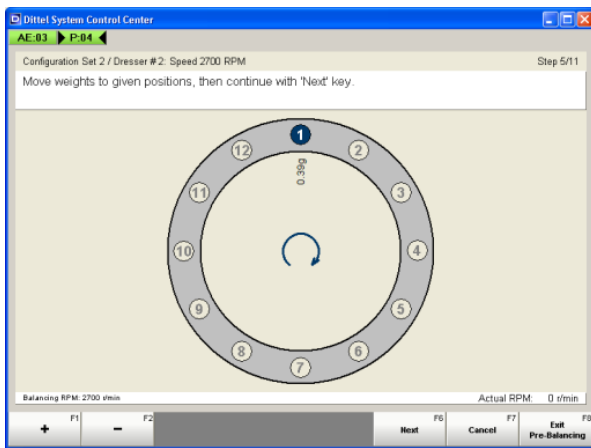 Dittel System Control Center
AE:03 P:04
Configuration Set 2 / Dresser #2: Speed 2700 RPM Step 5/11
Move weights to given positions, then continue with 'Next' key.
1
12 2
0.39g
11 3
10 4
9 5
8 6
7
Balancing RPM: 2700 r/min Actual RPM: 0 r/min
F1 F2 F6 F7 F8
+ - Next Cancel Exit
Pre-Balancing